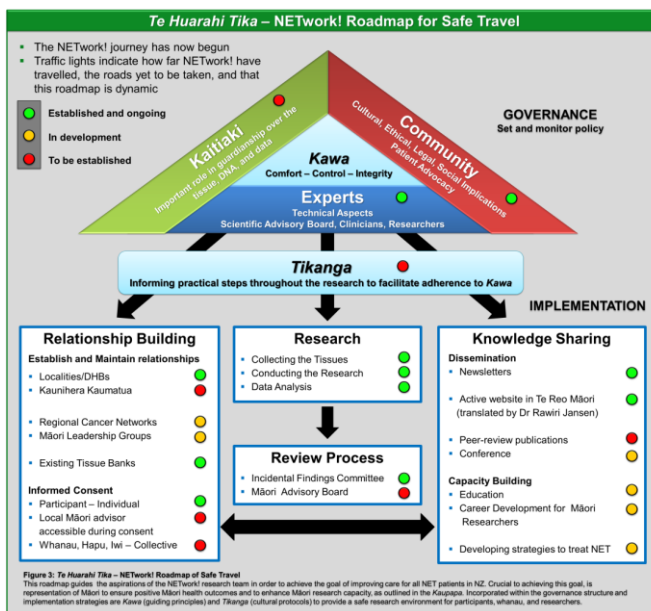 Te Huarahi Tika – NETwork! Roadmap for Safe Travel
▪ The NETwork! journey has now begun
▪ Traffic lights indicate how far NETwork! have
travelled, the roads yet to be taken, and that
this roadmap is dynamic
Established and ongoing
In development
To be established
GOVERNANCE
Set and monitor policy
Kaitiaki
Important role in guardianship over the
tissue, DNA, and data
Community
Cultural, Ethical, Legal, Social Implications
Patient Advocacy
Kawa
Comfort – Control – Integrity
Experts
Technical Aspects
Scientific Advisory Board, Clinicians, Researchers
Tikanga
Informing practical steps throughout the research to facilitate adherence to Kawa
IMPLEMENTATION
Relationship Building
Establish and Maintain relationships
▪ Localities/DHBs
▪ Kaunihera Kaumatua
▪ Regional Cancer Networks
▪ Māori Leadership Groups
▪ Existing Tissue Banks
Informed Consent
▪ Participant – Individual
▪ Local Māori advisor
accessible during consent
▪ Whanau, Hapu, Iwi – Collective
Research
▪ Collecting the Tissues
▪ Conducting the Research
▪ Data Analysis
Review Process
▪ Incidental Findings Committee
▪ Māori Advisory Board
Knowledge Sharing
Dissemination
▪ Newsletters
▪ Active website in Te Reo Māori
(translated by Dr Rawiri Jansen)
▪ Peer-review publications
▪ Conference
Capacity Building
▪ Education
▪ Career Development for Māori
Researchers
▪ Developing strategies to treat NET
Figure 3: Te Huarahi Tika – NETwork! Roadmap of Safe Travel
This roadmap guides the aspirations of the NETwork! research team in order to achieve the goal of improving care for all NET patients in NZ. Crucial to achieving this goal, is
representation of Māori to ensure positive Māori health outcomes and to enhance Māori research capacity, as outlined in the Kaupapa. Incorporated within the governance structure and
implementation strategies are Kawa (guiding principles) and Tikanga (cultural protocols) to provide a safe research environment for participants, whanau, and researchers.